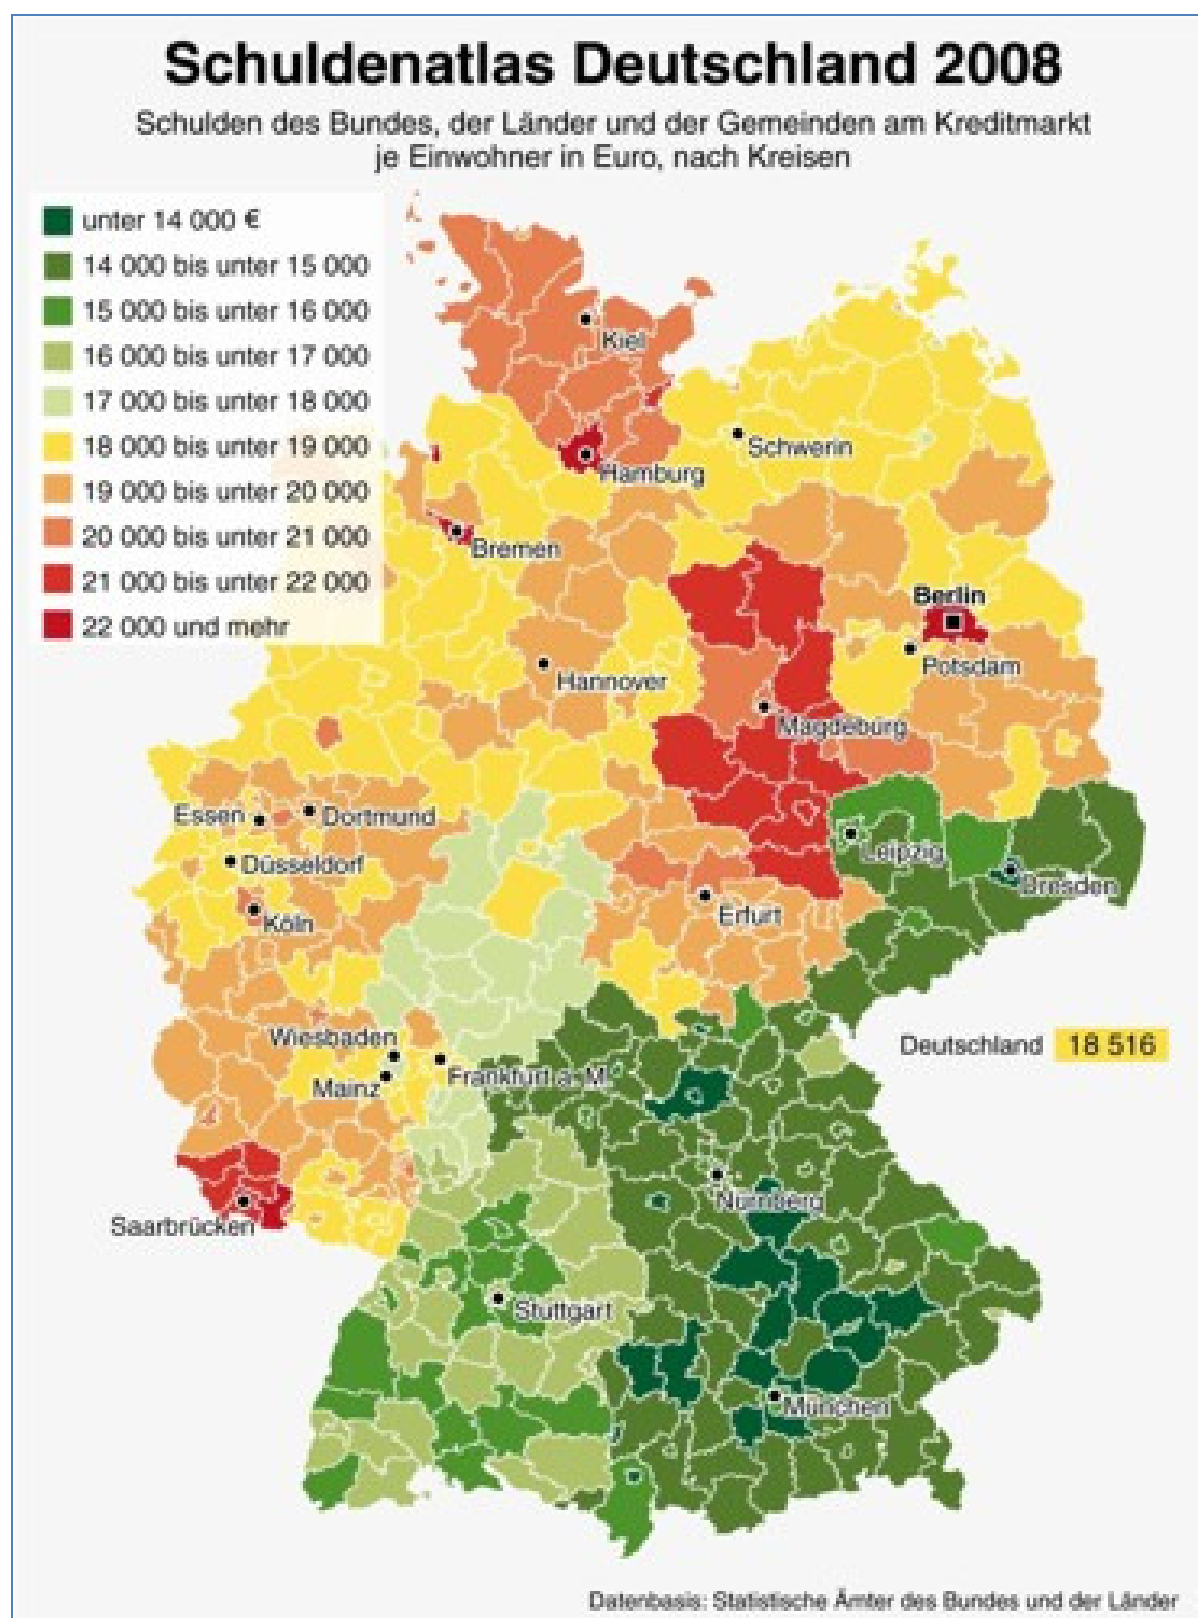 Schuldenatlas Deutschland 2008
Schulden des Bundes, der Länder und der Gemeinden am Kreditmarkt
je Einwohner in Euro, nach Kreisen
unter 14 000 €
14 000 bis unter 15 000
15 000 bis unter 16 000
16 000 bis unter 17 000
17 000 bis unter 18 000
18 000 bis unter 19 000
19 000 bis unter 20 000
20 000 bis unter 21 000
21 000 bis unter 22 000
22 000 und mehr
Kiel
Schwerin
Hamburg
Bremen
Berlin
Potsdam
Hannover
Magdeburg
Essen
Dortmund
Düsseldorf
Leipzig
Dresden
Köln
Erfurt
Wiesbaden
Deutschland 18 516
Mainz
Frankfurt a. M.
Nürnberg
Saarbrücken
Stuttgart
München
Datenbasis: Statistische Ämter des Bundes und der Länder